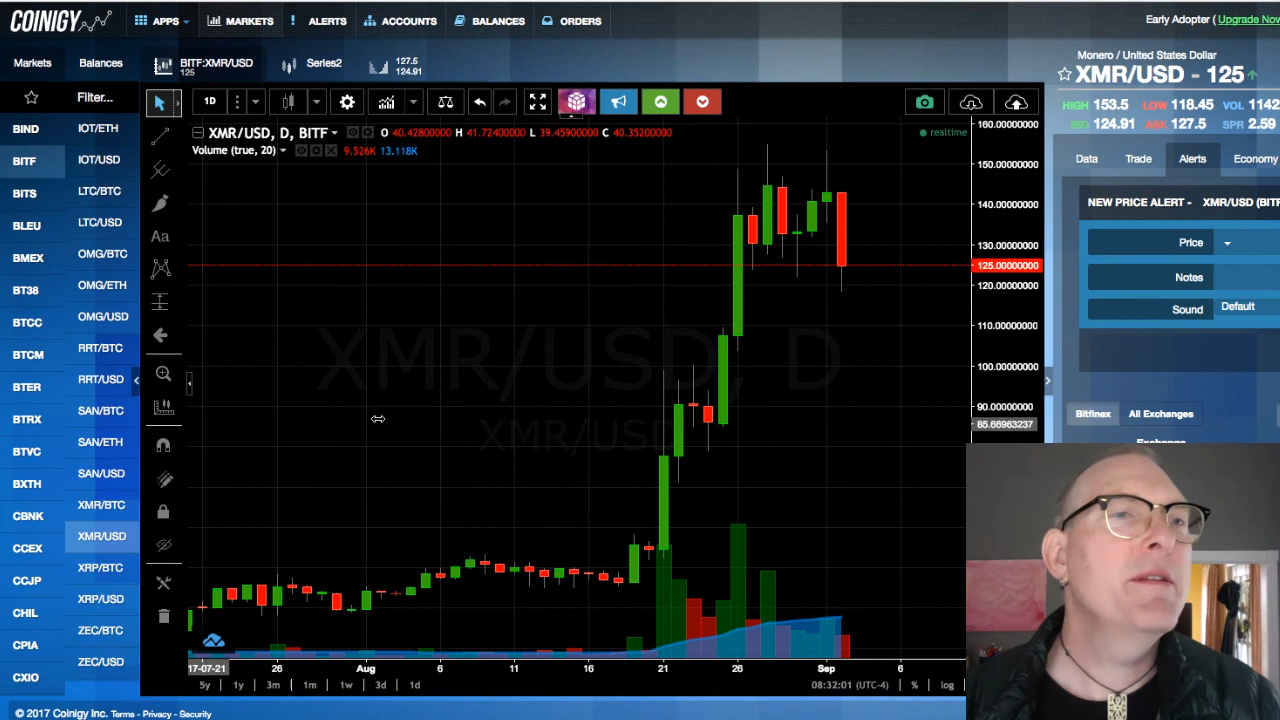 COINIGY
APPS
MARKETS
! ALERTS
ACCOUNTS
BALANCES
ORDERS
Early Adopter ( Upgrade Now
Markets
Balances
BITF:XMR/USD
125
Series2
127.5
124.91
Monero / United States Dollar
XMR/USD - 125
HIGH 153.5 LOW 118.45 VOL 1142
BID 124.91 ASK 127.5 SPR 2.59
Filter...
1D
XMR/USD, D, BITF
O 40.42800000 H 41.72400000 L 39.45900000 C 40.35200000
realtime
Volume (true, 20)
9.526K 13.118K
BIND
BITF
BITS
BLEU
BMEX
BT38
BTCC
BTCM
BTER
BTRX
BTVC
BXTH
CBNK
CCEX
CCJP
CHIL
CPIA
CXIO
IOT/ETH
IOT/USD
LTC/BTC
LTC/USD
OMG/BTC
OMG/ETH
OMG/USD
RRT/BTC
RRT/USD
SAN/BTC
SAN/ETH
SAN/USD
XMR/BTC
XMR/USD
XRP/BTC
XRP/USD
ZEC/BTC
ZEC/USD
Aa
XMR/USD, D
XMR/USD
160.00000000
150.00000000
140.00000000
130.00000000
125.00000000
120.00000000
110.00000000
100.00000000
90.00000000
85.66963237
Data
Trade
Alerts
Economy
NEW PRICE ALERT - XMR/USD (BITF
Price
Notes
Sound
Default
Bitfinex
All Exchanges
17-07-21
26
Aug
6
11
16
21
26
Sep
6
5y
1y
3m
1m
1w
3d
1d
08:32:01 (UTC-4)
%
log
© 2017 Coinigy Inc. Terms - Privacy - Security